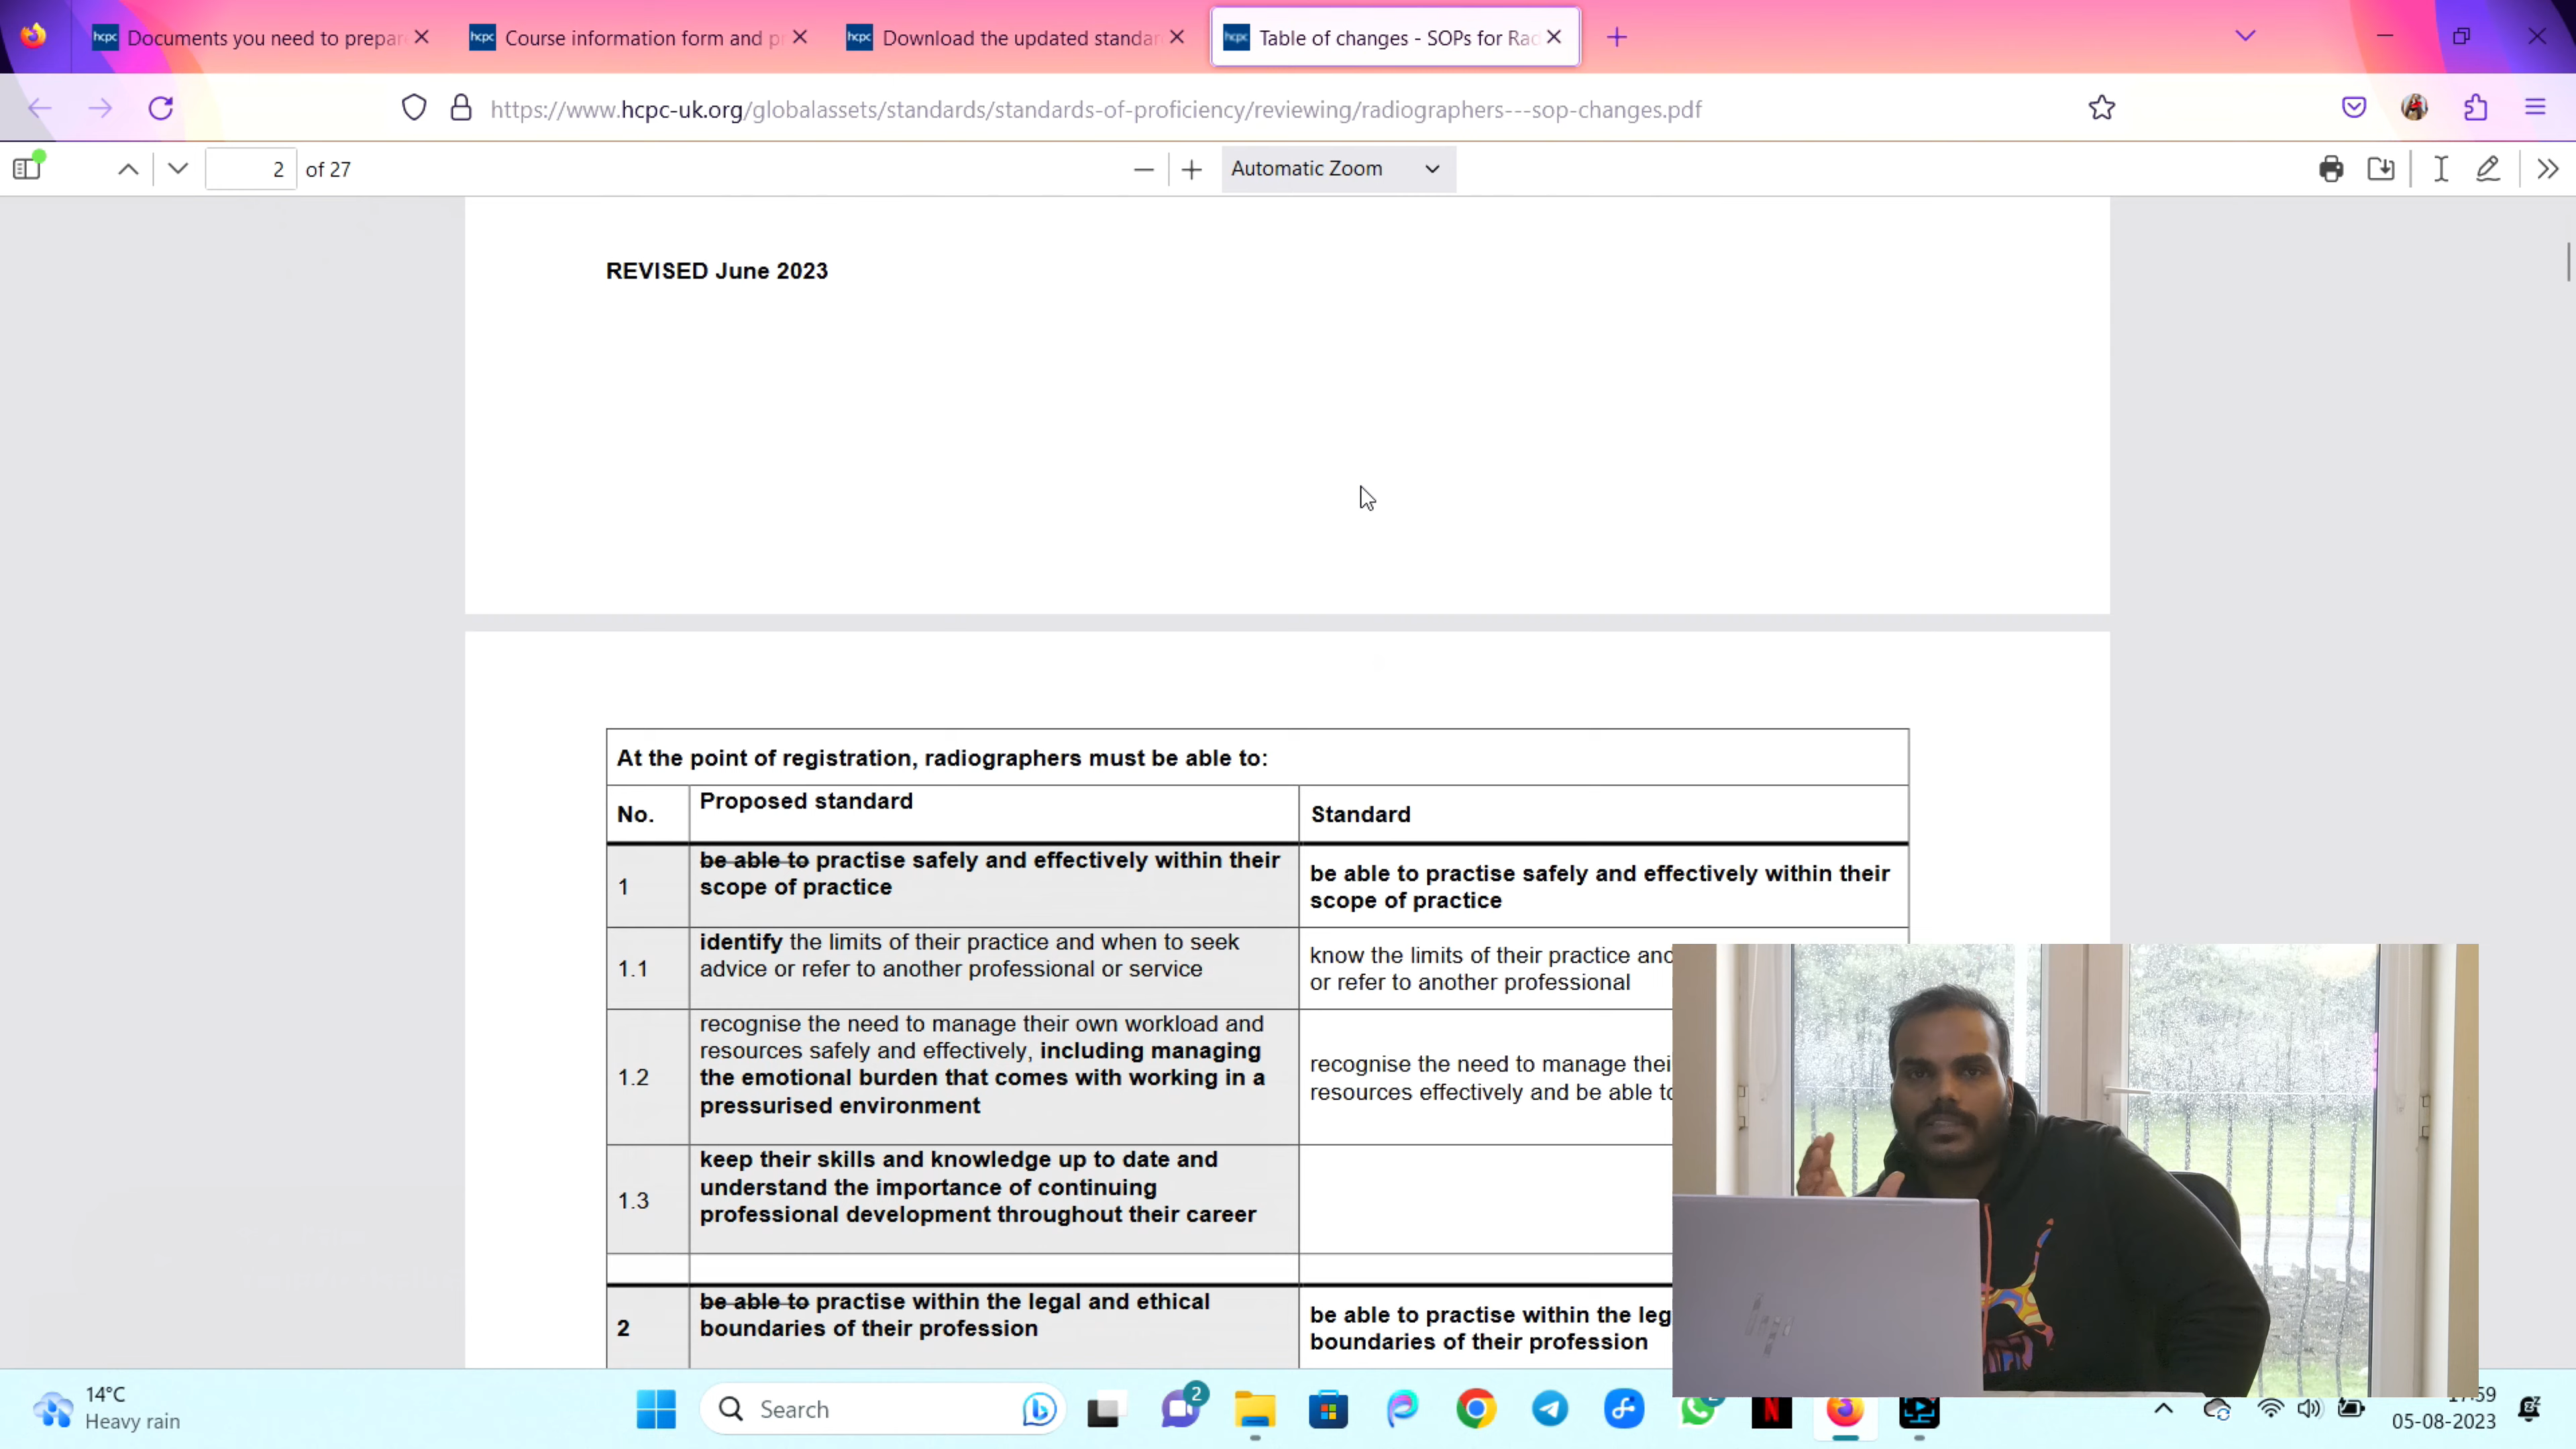 hcpc Documents you need to prepar
hcpc Course information form and p
hcpc Download the updated standar
hcpc Table of changes - SOPs for Rad
https://www.hcpc-uk.org/globalassets/standards/standards-of-proficiency/reviewing/radiographers---sop-changes.pdf
2 of 27
Automatic Zoom
REVISED June 2023
At the point of registration, radiographers must be able to:
No.
Proposed standard
Standard
1
be able to practise safely and effectively within their
scope of practice
be able to practise safely and effectively within their
scope of practice
1.1
identify the limits of their practice and when to seek
advice or refer to another professional or service
know the limits of their practice and
or refer to another professional
1.2
recognise the need to manage their own workload and
resources safely and effectively, including managing
the emotional burden that comes with working in a
pressurised environment
recognise the need to manage thei
resources effectively and be able to
1.3
keep their skills and knowledge up to date and
understand the importance of continuing
professional development throughout their career
2
be able to practise within the legal and ethical
boundaries of their profession
be able to practise within the leg
boundaries of their profession
hp
14°C
Heavy rain
Search
2
N
05-08-2023